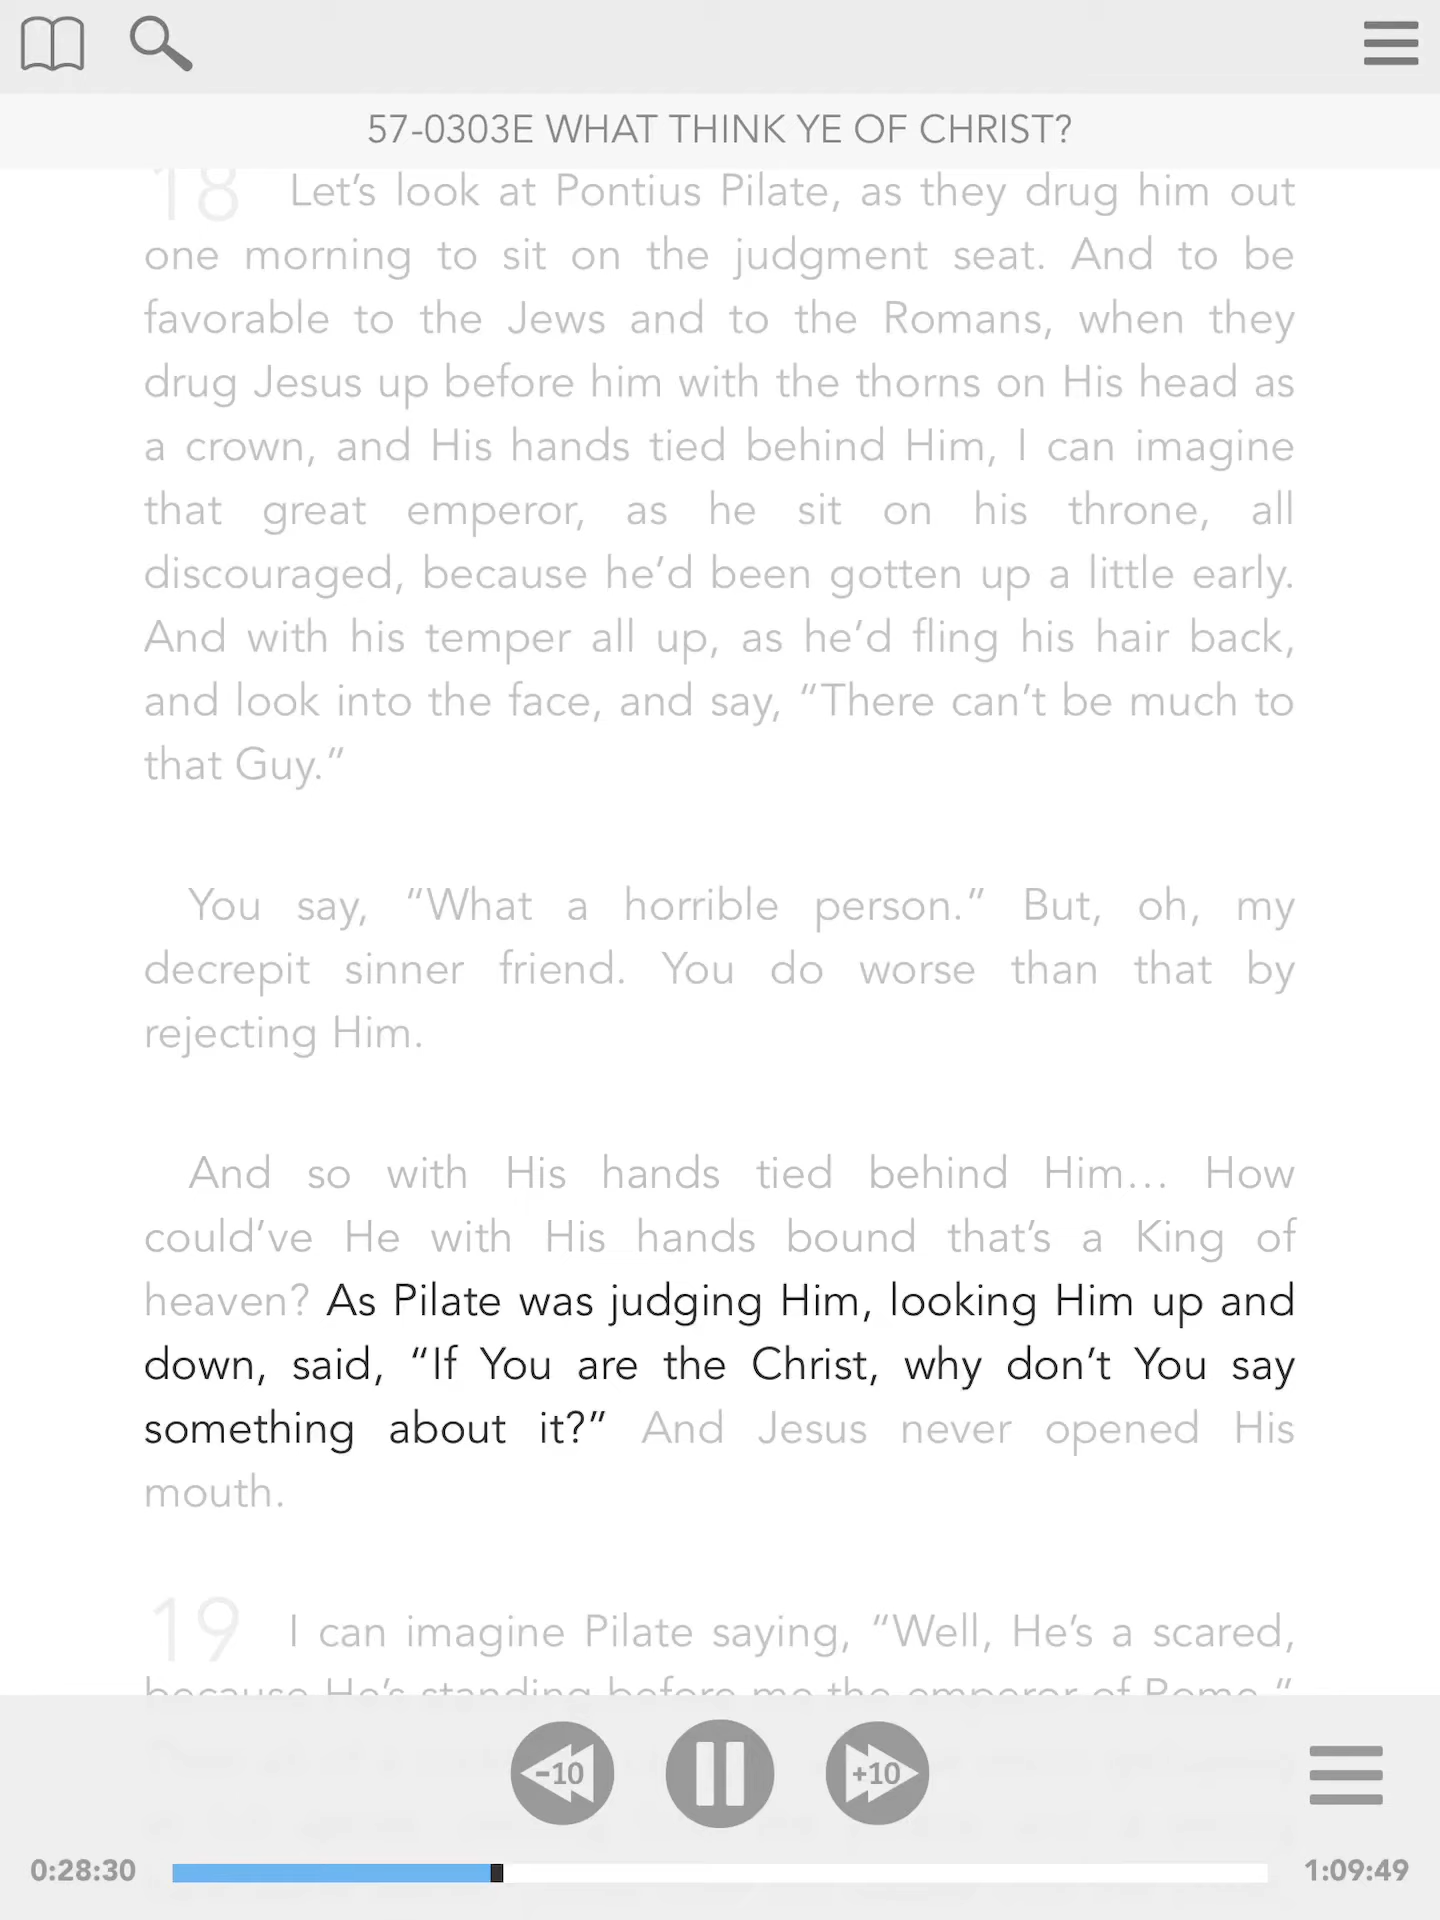 57-0303E WHAT THINK YE OF CHRIST?
18 Let’s look at Pontius Pilate, as they drug him out
one morning to sit on the judgment seat. And to be
favorable to the Jews and to the Romans, when they
drug Jesus up before him with the thorns on His head as
a crown, and His hands tied behind Him, I can imagine
that great emperor, as he sit on his throne, all
discouraged, because he’d been gotten up a little early.
And with his temper all up, as he’d fling his hair back,
and look into the face, and say, “There can’t be much to
that Guy.”
You say, “What a horrible person.” But, oh, my
decrepit sinner friend. You do worse than that by
rejecting Him.
And so with His hands tied behind Him… How
could’ve He with His hands bound that’s a King of
heaven? As Pilate was judging Him, looking Him up and
down, said, “If You are the Christ, why don’t You say
something about it?” And Jesus never opened His
mouth.
19 I can imagine Pilate saying, “Well, He’s a scared,
because He’s standing before me the emperor of Rome.”
-10
+10
0:28:30
1:09:49